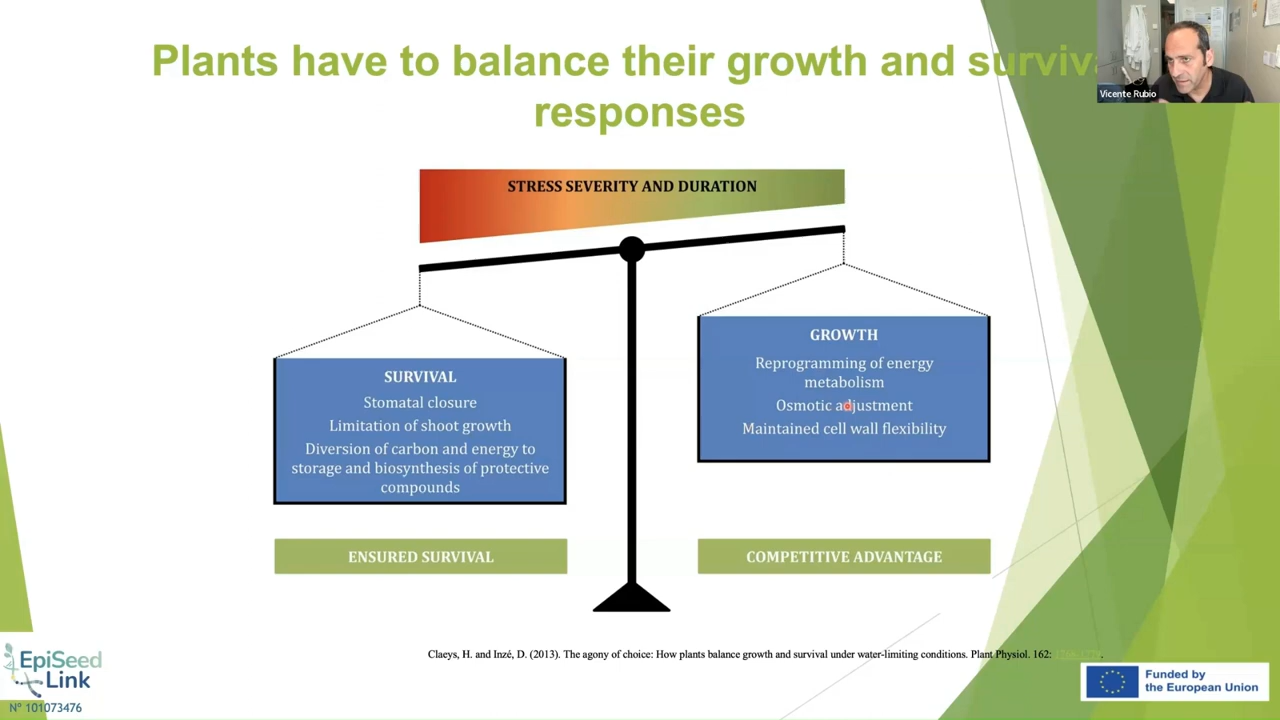 Plants have to balance their growth and surviv
responses
Vicente Rubio
STRESS SEVERITY AND DURATION
SURVIVAL
Stomatal closure
Limitation of shoot growth
Diversion of carbon and energy to
storage and biosynthesis of protective
compounds
GROWTH
Reprogramming of energy
metabolism
Osmotic adjustment
Maintained cell wall flexibility
ENSURED SURVIVAL
COMPETITIVE ADVANTAGE
Claeys, H. and Inzé, D. (2013). The agony of choice: How plants balance growth and survival under water-limiting conditions. Plant Physiol. 162:
EpiSeed
Link
Nº 101073476
Funded by
the European Union